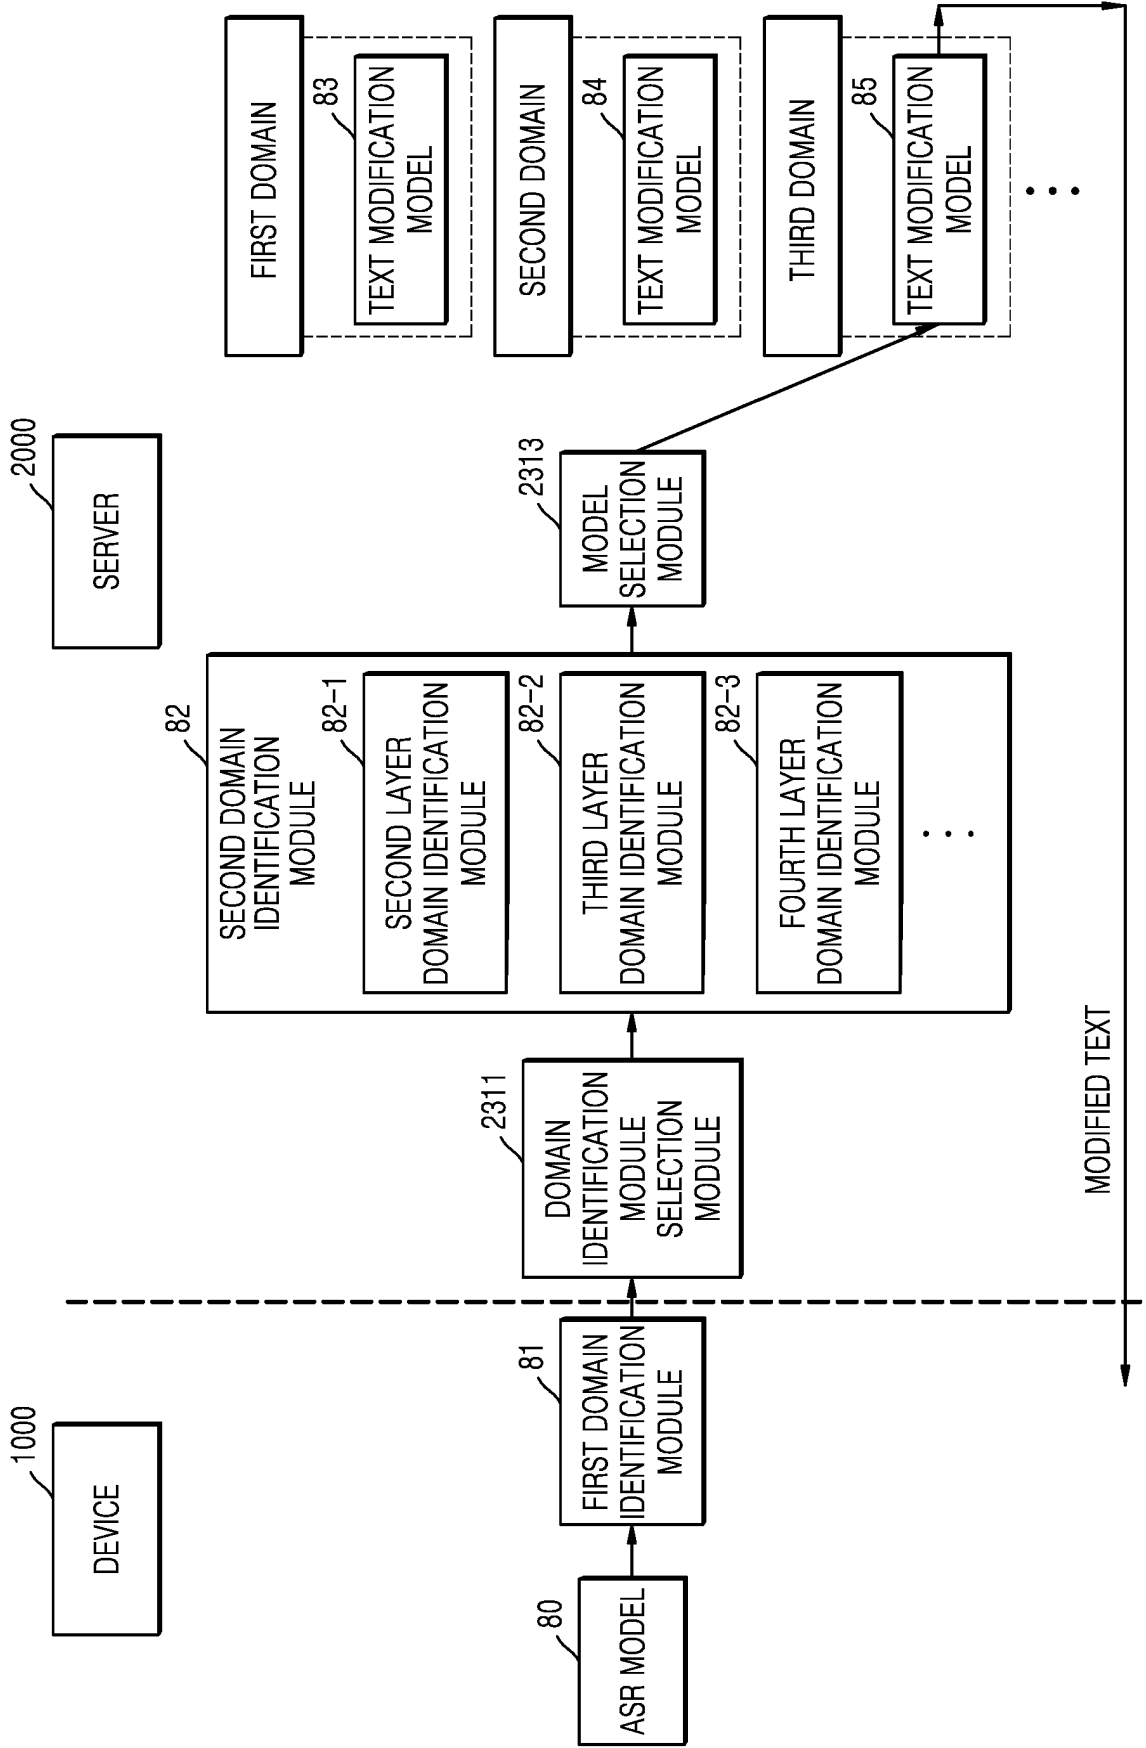 1000
DEVICE
2000
SERVER
80
ASR MODEL
81
FIRST DOMAIN
IDENTIFICATION
MODULE
2311
DOMAIN
IDENTIFICATION
MODULE
SELECTION
MODULE
82
SECOND DOMAIN
IDENTIFICATION
MODULE
82-1
SECOND LAYER
DOMAIN IDENTIFICATION
MODULE
82-2
THIRD LAYER
DOMAIN IDENTIFICATION
MODULE
82-3
FOURTH LAYER
DOMAIN IDENTIFICATION
MODULE
. . .
2313
MODEL
SELECTION
MODULE
FIRST DOMAIN
83
TEXT MODIFICATION
MODEL
SECOND DOMAIN
84
TEXT MODIFICATION
MODEL
THIRD DOMAIN
85
TEXT MODIFICATION
MODEL
• • •
MODIFIED TEXT